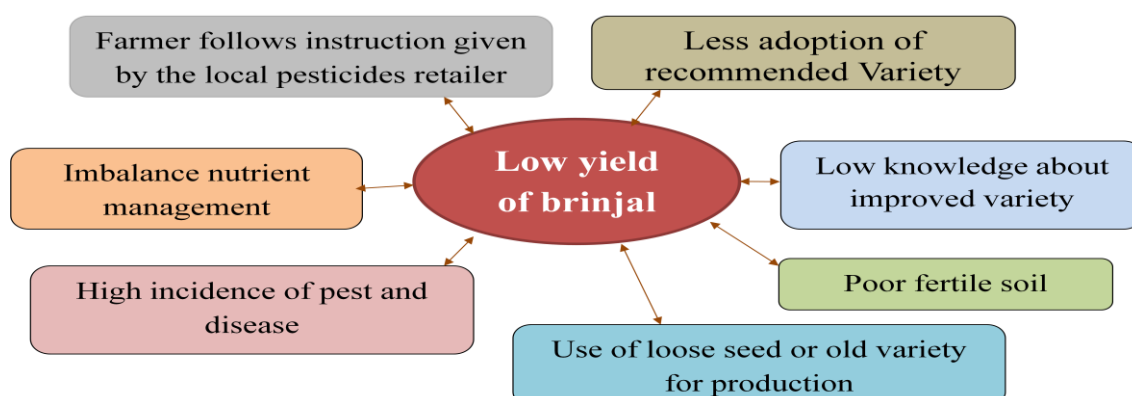 Farmer follows instruction given
by the local pesticides retailer
Less adoption of
recommended Variety
Low yield
of brinjal
Imbalance nutrient
management
Low knowledge about
improved variety
High incidence of pest and
disease
Poor fertile soil
Use of loose seed or old variety
for production